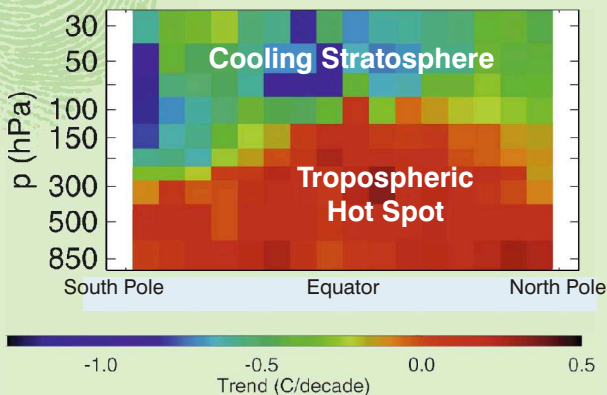 30
50
100
150
300
500
850
p (hPa)
Cooling Stratosphere
Tropospheric
Hot Spot
South Pole Equator North Pole
-1.0 -0.5 0.0 0.5
Trend (C/decade)